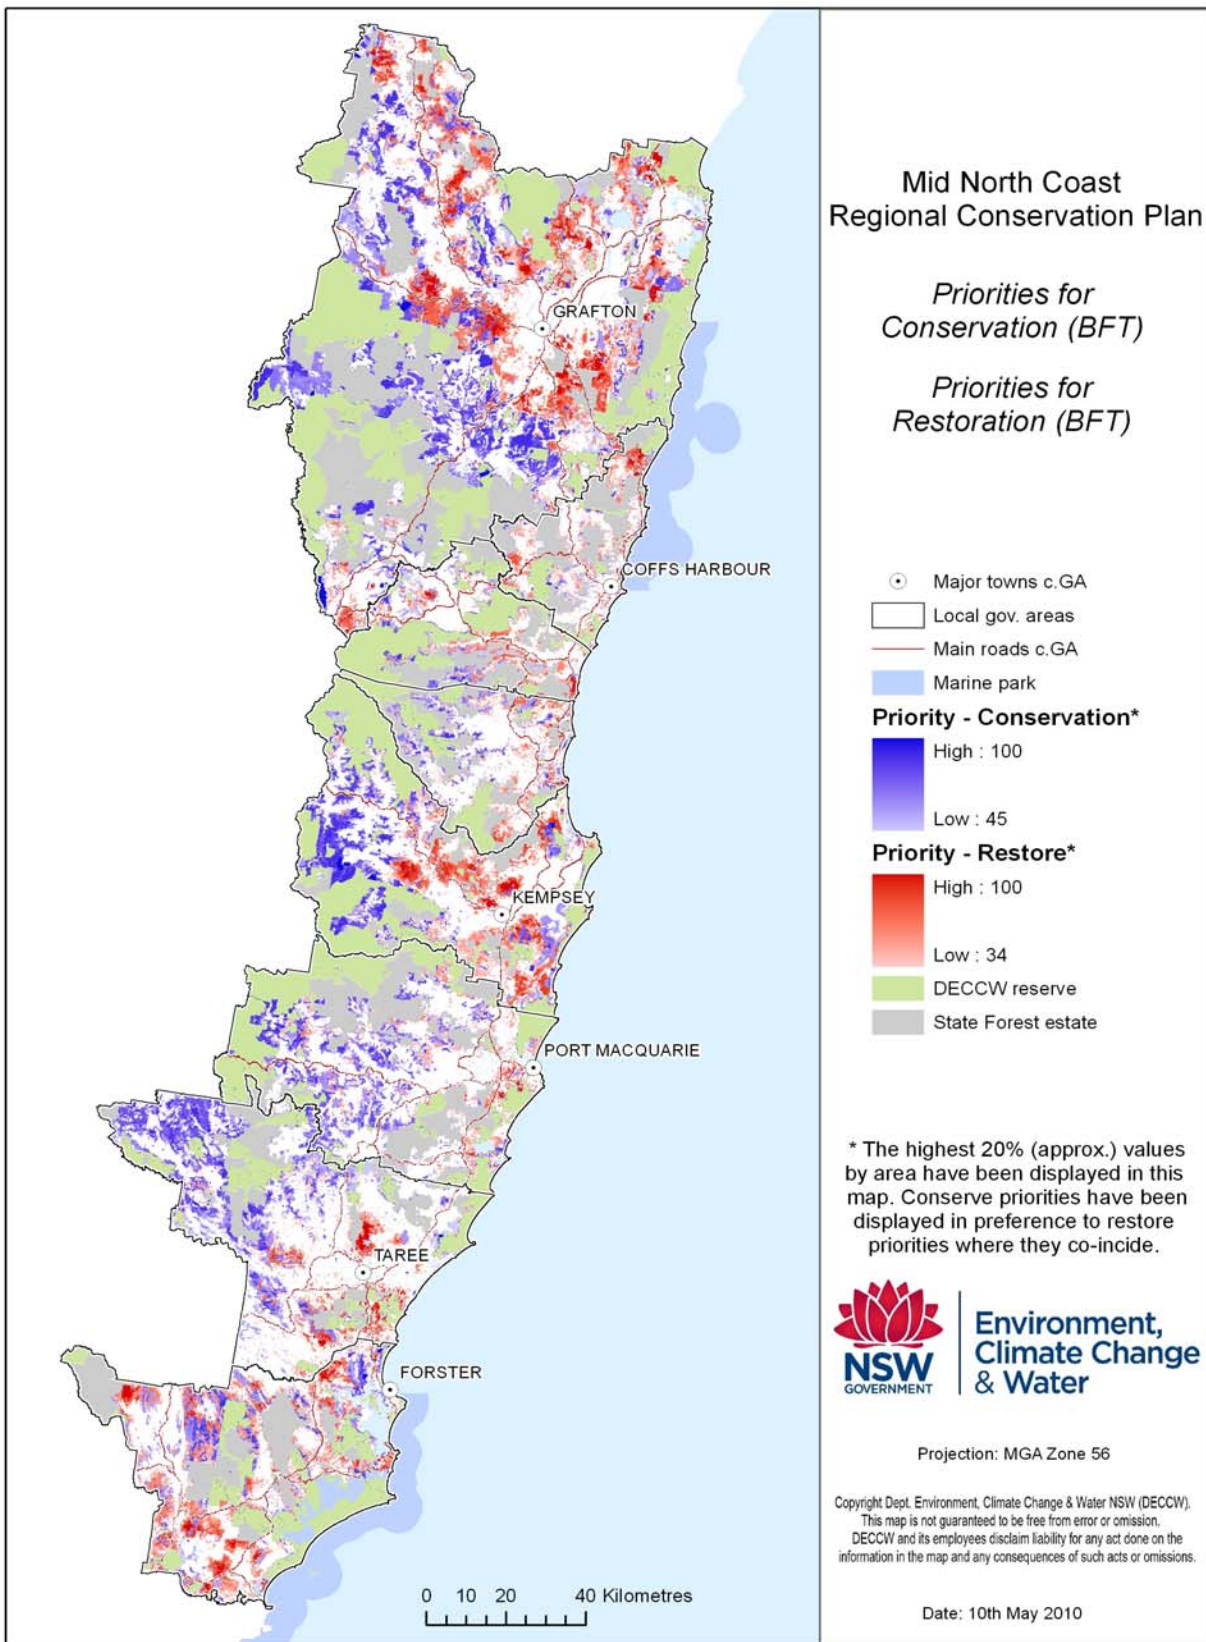 Mid North Coast
Regional Conservation Plan
Priorities for
Conservation (BFT)
Priorities for
Restoration (BFT)
GRAFTON
COFFS HARBOUR
KEMPSEY
PORT MACQUARIE
TAREE
FORSTER
Major towns c.GA
Local gov. areas
Main roads c.GA
Marine park
Priority - Conservation*
High : 100
Low : 45
Priority - Restore*
High : 100
Low : 34
DECCW reserve
State Forest estate
* The highest 20% (approx.) values
by area have been displayed in this
map. Conserve priorities have been
displayed in preference to restore
priorities where they co-incide.
NSW
GOVERNMENT
Environment,
Climate Change
& Water
Projection: MGA Zone 56
Copyright Dept. Environment, Climate Change & Water NSW (DECCW).
This map is not guaranteed to be free from error or omission.
DECCW and its employees disclaim liability for any act done on the
information in the map and any consequences of such acts or omissions.
0 10 20 40 Kilometres
Date: 10th May 2010